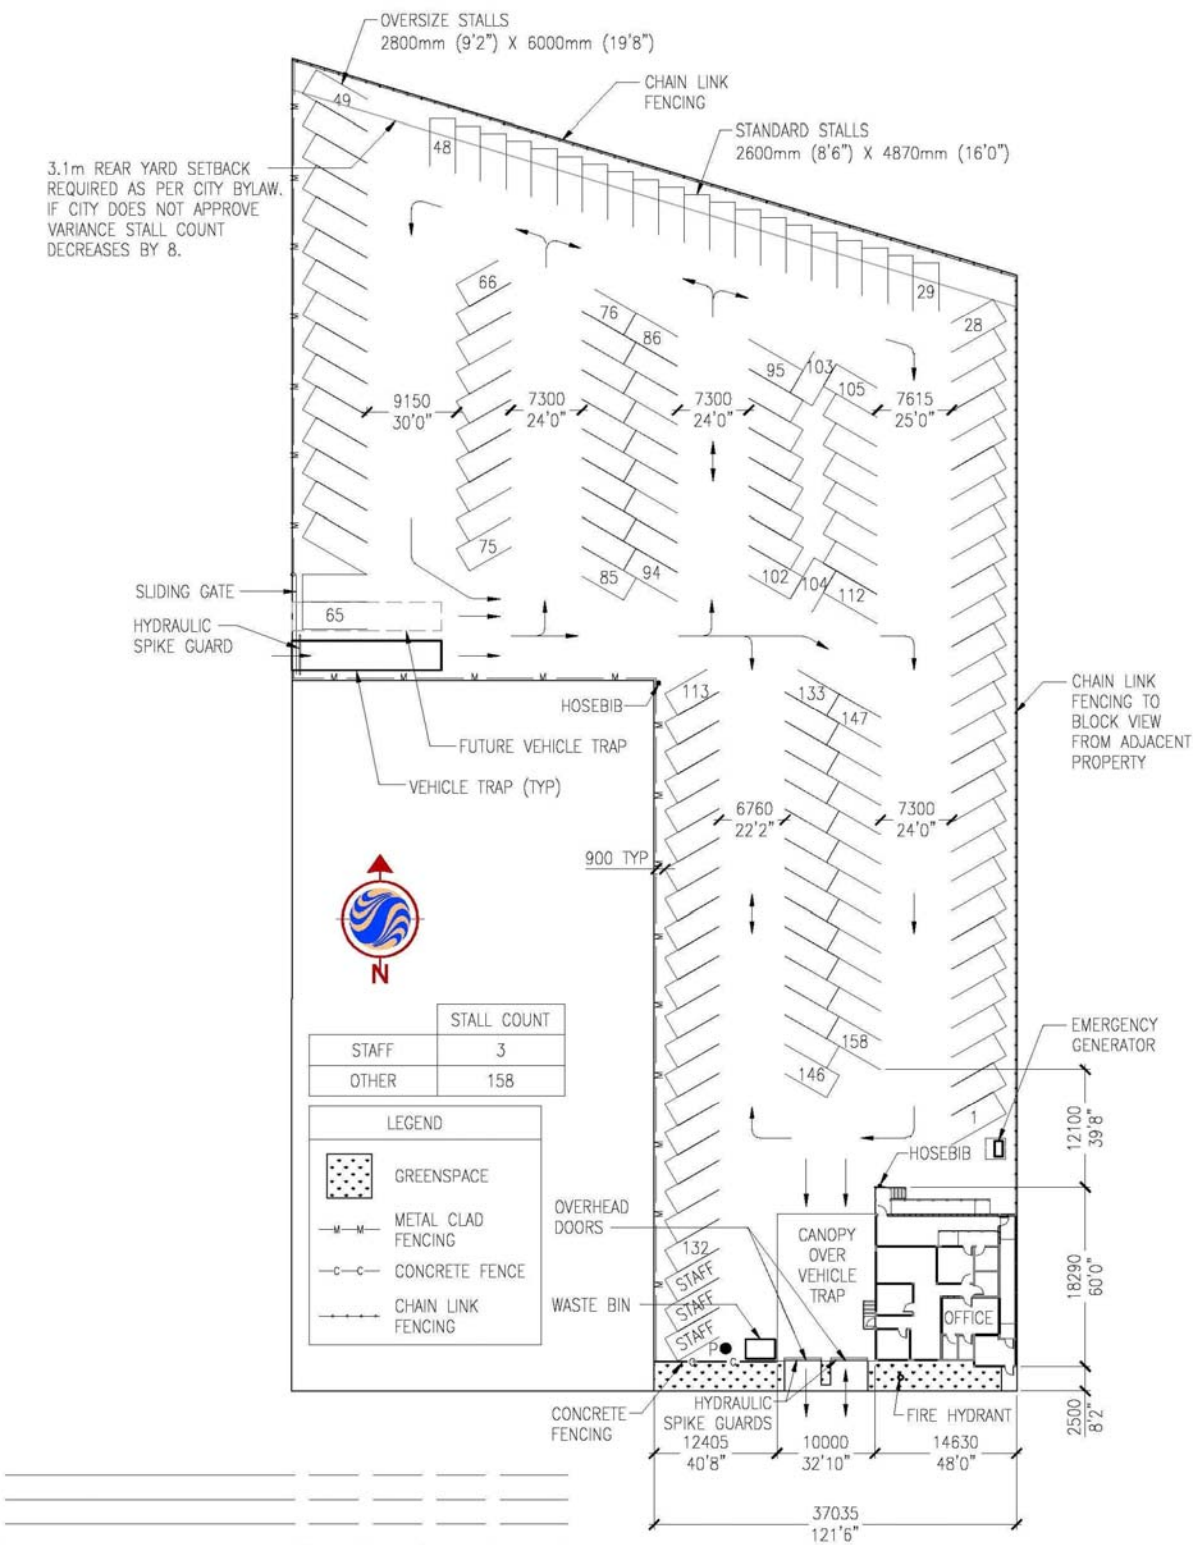 OVERSIZE STALLS
2800mm (9'2") X 6000mm (19'8")
CHAIN LINK
FENCING
STANDARD STALLS
2600mm (8'6") X 4870mm (16'0")
3.1m REAR YARD SETBACK
REQUIRED AS PER CITY BYLAW.
IF CITY DOES NOT APPROVE
VARIANCE STALL COUNT
DECREASES BY 8.
49
48
29
28
66
76
86
95
103
105
9150
30'0"
7300
24'0"
7300
24'0"
7615
25'0"
75
85
94
102
104
112
SLIDING GATE
65
HYDRAULIC
SPIKE GUARD
M
M
M
M
M
M
M
M
M
M
M
M
HOSEBIB
113
133
147
CHAIN LINK
FENCING TO
BLOCK VIEW
FROM ADJACENT
PROPERTY
FUTURE VEHICLE TRAP
VEHICLE TRAP (TYP)
6760
22'2"
7300
24'0"
900 TYP
M
M
M
M
M
M
M
M
M
N
STALL COUNT
STAFF 3
OTHER 158
158
146
1
EMERGENCY
GENERATOR
12100
39'8"
LEGEND
GREENSPACE
M M METAL CLAD
FENCING
C C CONCRETE FENCE
CHAIN LINK
FENCING
HOSEBIB
OVERHEAD
DOORS
CANOPY
OVER
VEHICLE
TRAP
132
STAFF
STAFF
STAFF
WASTE BIN
OFFICE
18290
60'0"
P
C
C
CONCRETE
FENCING
HYDRAULIC
SPIKE GUARDS
FIRE HYDRANT
2500
8'2"
12405
40'8"
10000
32'10"
14630
48'0"
37035
121'6"